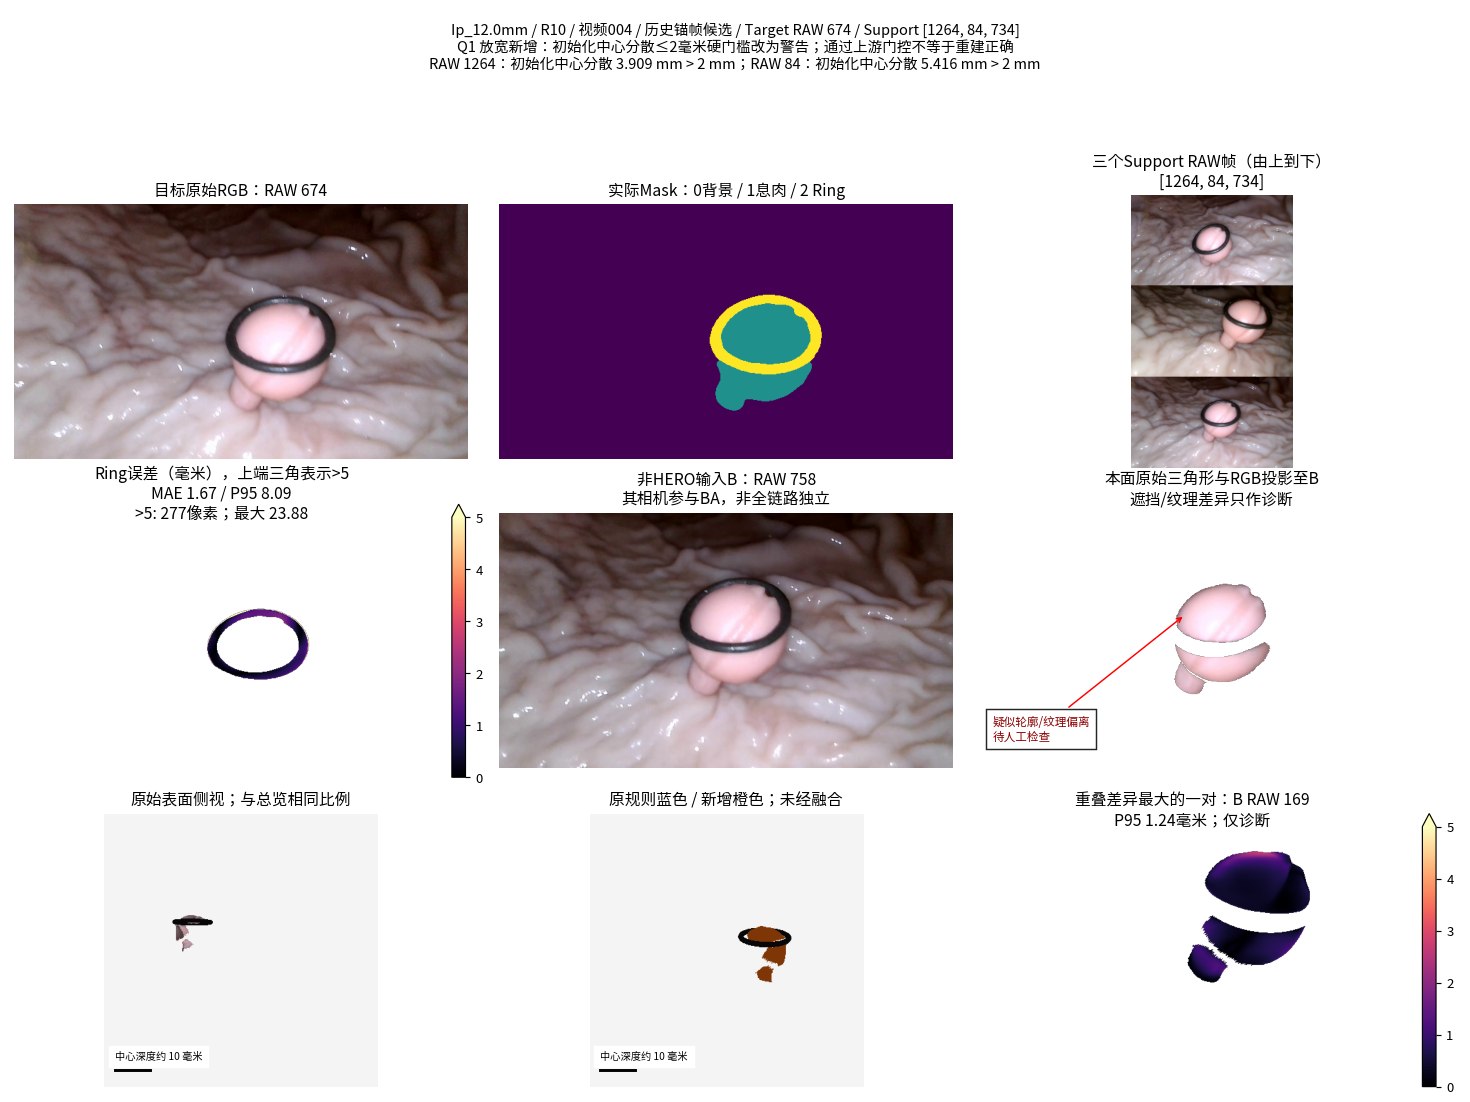 Ip_12.0mm / R10 / 视频004 / 历史锚帧候选 / Target RAW 674 / Support [1264, 84, 734]
Q1 放宽新增：初始化中心分散≤2毫米硬门槛改为警告；通过上游门控不等于重建正确
RAW 1264：初始化中心分散 3.909 mm > 2 mm；RAW 84：初始化中心分散 5.416 mm > 2 mm
目标原始RGB：RAW 674
实际Mask：0背景 / 1息肉 / 2 Ring
三个Support RAW帧（由上到下）
[1264, 84, 734]
Ring误差（毫米），上端三角表示>5
MAE 1.67 / P95 8.09
>5: 277像素；最大 23.88
5
4
3
2
1
0
非HERO输入B：RAW 758
其相机参与BA，非全链路独立
本面原始三角形与RGB投影至B
遮挡/纹理差异只作诊断
疑似轮廓/纹理偏离
待人工检查
原始表面侧视；与总览相同比例
中心深度约 10 毫米
原规则蓝色 / 新增橙色；未经融合
中心深度约 10 毫米
重叠差异最大的一对：B RAW 169
P95 1.24毫米；仅诊断
5
4
3
2
1
0